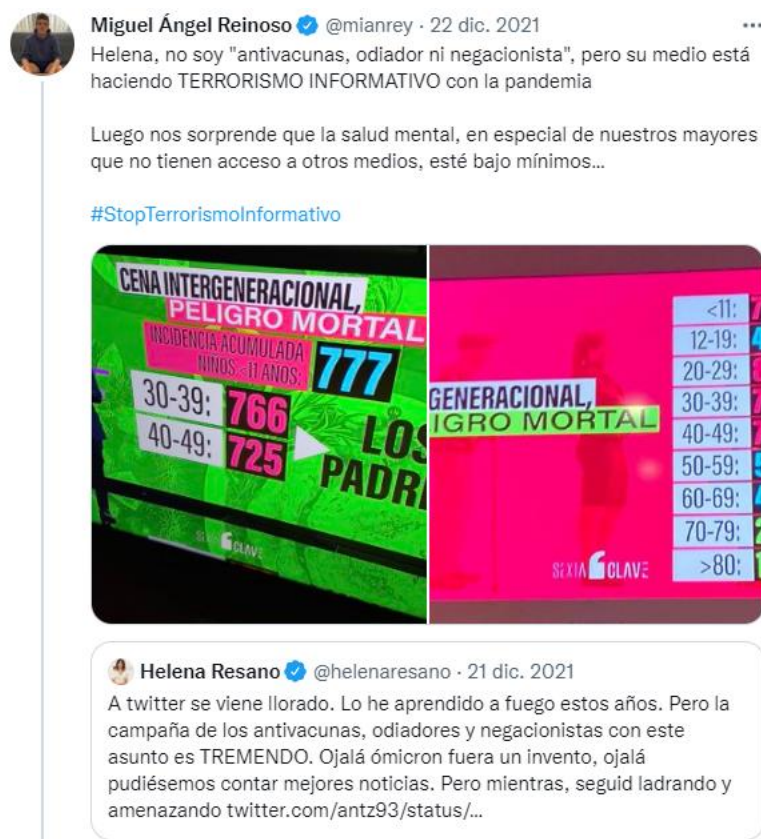 Miguel Ángel Reinoso @mianrey · 22 dic. 2021
Helena, no soy "antivacunas, odiador ni negacionista", pero su medio está
haciendo TERRORISMO INFORMATIVO con la pandemia
Luego nos sorprende que la salud mental, en especial de nuestros mayores
que no tienen acceso a otros medios, esté bajo mínimos...
#StopTerrorismoInformativo
CENA INTERGENERACIONAL,
PELIGRO MORTAL
INCIDENCIA ACUMULADA
NIÑOS <11 AÑOS: 777
30-39: 766
40-49: 725
LOS
PADR
SEXTA CLAVE
GENERACIONAL,
IGRO MORTAL
<11:
12-19:
20-29:
30-39:
40-49:
50-59:
60-69:
70-79:
>80:
SEXTA CLAVE
Helena Resano @helenaresano · 21 dic. 2021
A twitter se viene llorado. Lo he aprendido a fuego estos años. Pero la
campaña de los antivacunas, odiadores y negacionistas con este
asunto es TREMENDO. Ojalá ómicron fuera un invento, ojalá
pudiésemos contar mejores noticias. Pero mientras, seguid ladrando y
amenazando twitter.com/antz93/status/...